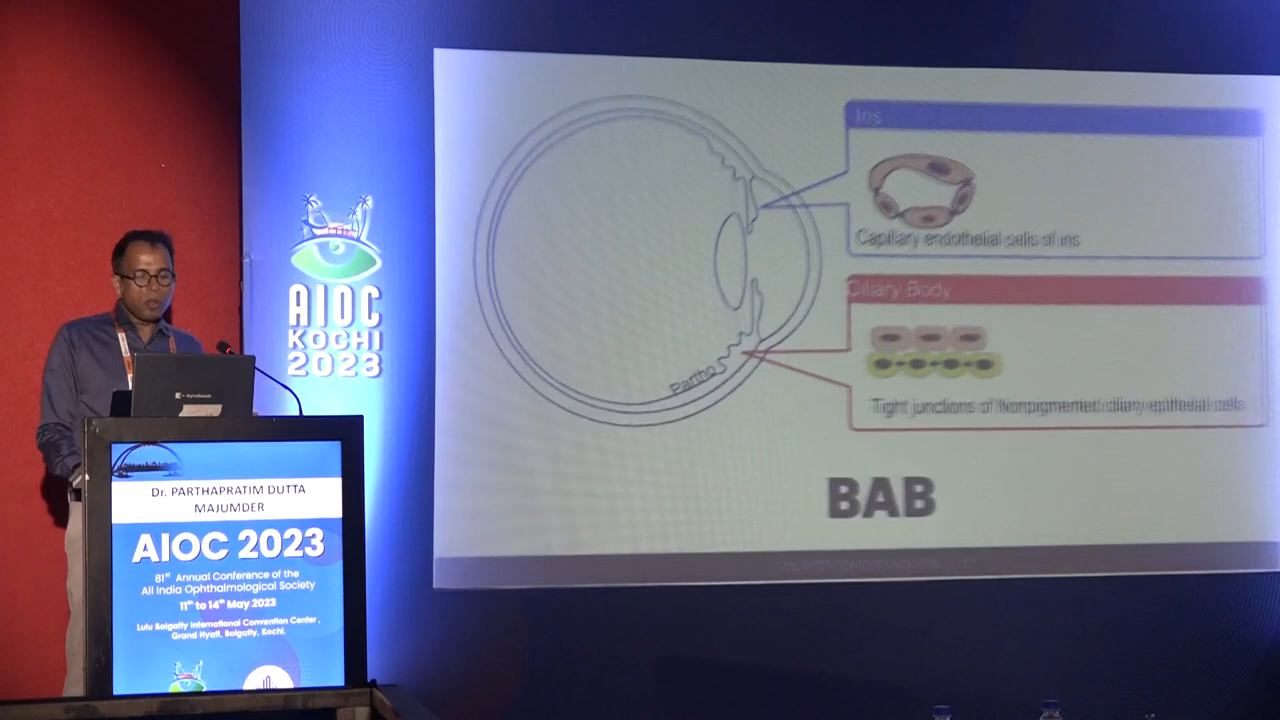 AIOC
KOCHI
2023
dynabook
Dr. PARTHAPRATIM DUTTA
MAJUMDER
AIOC 2023
81st Annual Conference of the
All India Ophthalmological Society
11th to 14th May 2023
Lulu Bolgatty International Convention Center,
Grand Hyatt, Bolgatty, Kochi.
Iris
Capillary endothelial cells of iris
Ciliary Body
Tight junctions of Nonpigmented ciliary epithelial cells
Partho
BAB